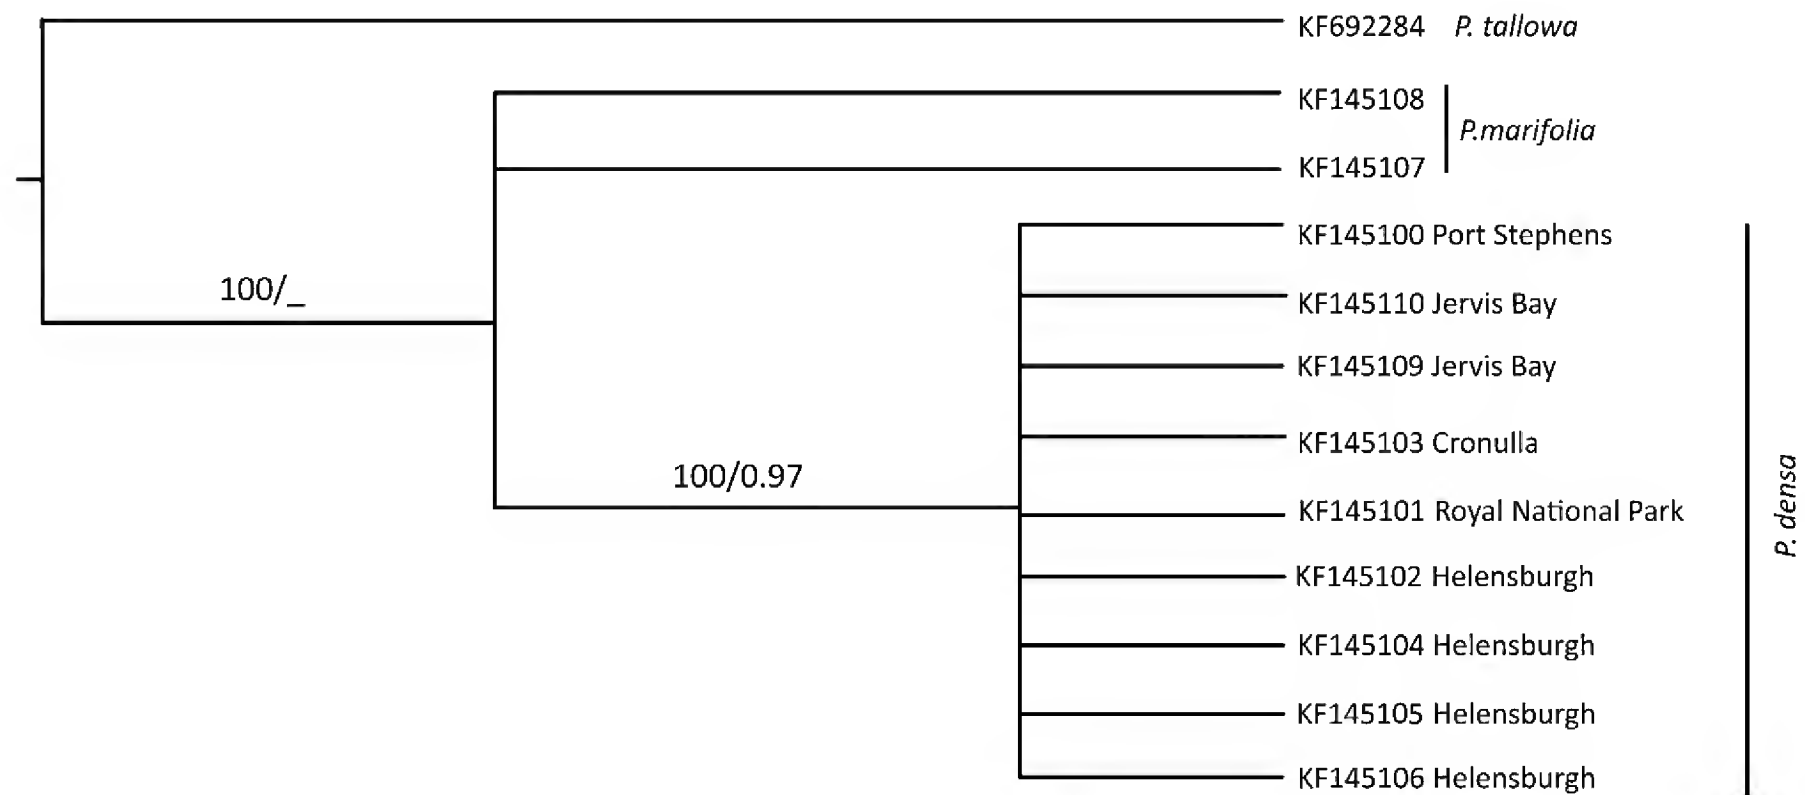 KF692284 P. tallowa
KF145108
P.marifolia
KF145107
KF145100 Port Stephens
100/_
KF145110 Jervis Bay
KF145109 Jervis Bay
KF145103 Cronulla
100/0.97
KF145101 Royal National Park
P. densa
KF145102 Helensburgh
KF145104 Helensburgh
KF145105 Helensburgh
KF145106 Helensburgh